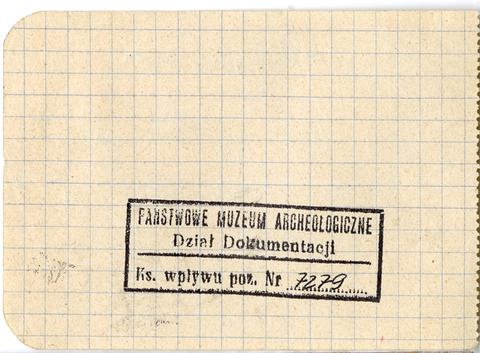 PAŃSTWOWE MUZEUM ARCHEOLOGICZNE
Dział Dokumentacji
Ks. wpływu poz. Nr 7279